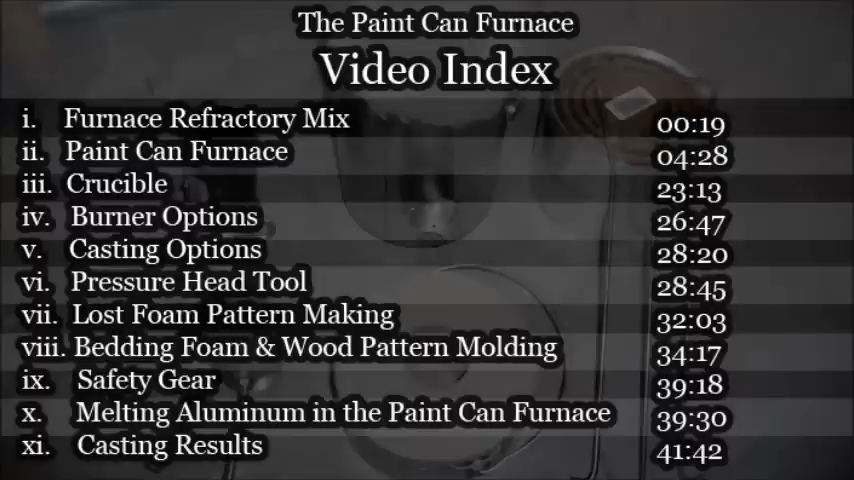 The Paint Can Furnace
Video Index
i. Furnace Refractory Mix 00:19
ii. Paint Can Furnace 04:28
iii. Crucible 23:13
iv. Burner Options 26:47
v. Casting Options 28:20
vi. Pressure Head Tool 28:45
vii. Lost Foam Pattern Making 32:03
viii. Bedding Foam & Wood Pattern Molding 34:17
ix. Safety Gear 39:18
x. Melting Aluminum in the Paint Can Furnace 39:30
xi. Casting Results 41:42